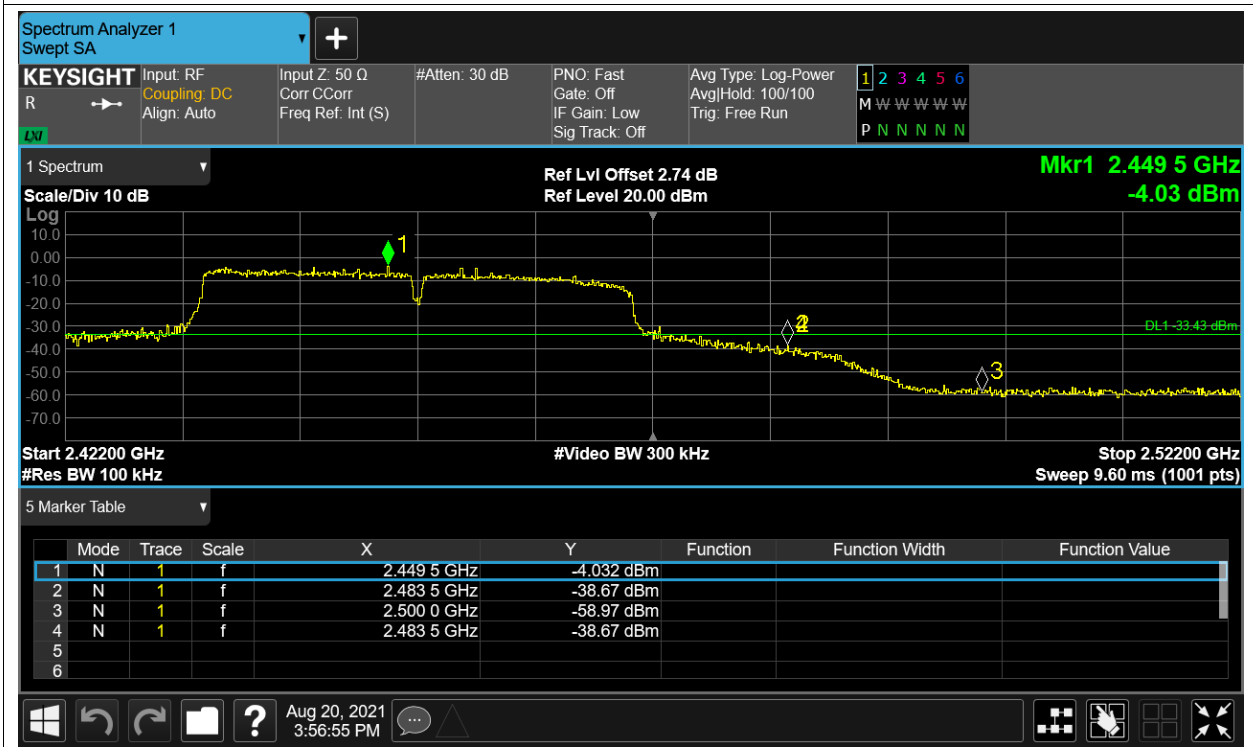 Spectrum Analyzer 1
Swept SA
▼
+
KEYSIGHT
R
LXI
Input: RF
Coupling: DC
Align: Auto
Input Z: 50 Ω
Corr CCorr
Freq Ref: Int (S)
#Atten: 30 dB
PNO: Fast
Gate: Off
IF Gain: Low
Sig Track: Off
Avg Type: Log-Power
Avg|Hold: 100/100
Trig: Free Run
1 2 3 4 5 6
M W W W W W
P N N N N N
1 Spectrum ▼
Scale/Div 10 dB
Ref Lvl Offset 2.74 dB
Ref Level 20.00 dBm
Mkr1 2.449 5 GHz
-4.03 dBm
Log
10.0
0.00
-10.0
-20.0
-30.0
-40.0
-50.0
-60.0
-70.0
1
3
DL1 -33.43 dBm
Start 2.42200 GHz #Video BW 300 kHz Stop 2.52200 GHz
#Res BW 100 kHz Sweep 9.60 ms (1001 pts)
5 Marker Table ▼
Mode Trace Scale X Y Function Function Width Function Value
1 N 1 f 2.449 5 GHz -4.032 dBm
2 N 1 f 2.483 5 GHz -38.67 dBm
3 N 1 f 2.500 0 GHz -58.97 dBm
4 N 1 f 2.483 5 GHz -38.67 dBm
5
6
?
Aug 20, 2021
3:56:55 PM